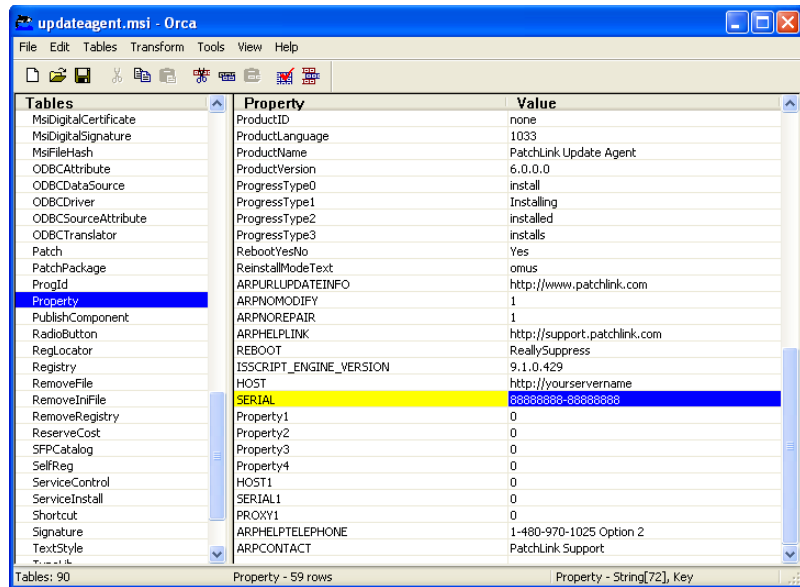 updateagent.msi - Orca
File Edit Tables Transform Tools View Help
Tables Property Value
MsiDigitalCertificate ProductID none
MsiDigitalSignature ProductLanguage 1033
MsiFileHash ProductName PatchLink Update Agent
ODBCAttribute ProductVersion 6.0.0.0
ODBCDataSource ProgressType0 install
ODBCDriver ProgressType1 Installing
ODBCSourceAttribute ProgressType2 installed
ODBCTranslator ProgressType3 installs
Patch RebootYesNo Yes
PatchPackage ReinstallModeText omus
ProgId ARPURLUPDATEINFO http://www.patchlink.com
Property ARPNOMODIFY 1
PublishComponent ARPNOREPAIR 1
RadioButton ARPHELPLINK http://support.patchlink.com
RegLocator REBOOT ReallySuppress
Registry ISSCRIPT_ENGINE_VERSION 9.1.0.429
RemoveFile HOST http://yourservername
RemoveIniFile SERIAL 88888888-88888888
RemoveRegistry Property1 0
ReserveCost Property2 0
SFPCatalog Property3 0
SelfReg Property4 0
ServiceControl HOST1 0
ServiceInstall SERIAL1 0
Shortcut PROXY1 0
Signature ARPHELPTELEPHONE 1-480-970-1025 Option 2
TextStyle ARPCONTACT PatchLink Support
Tables: 90 Property - 59 rows Property - String[72], Key